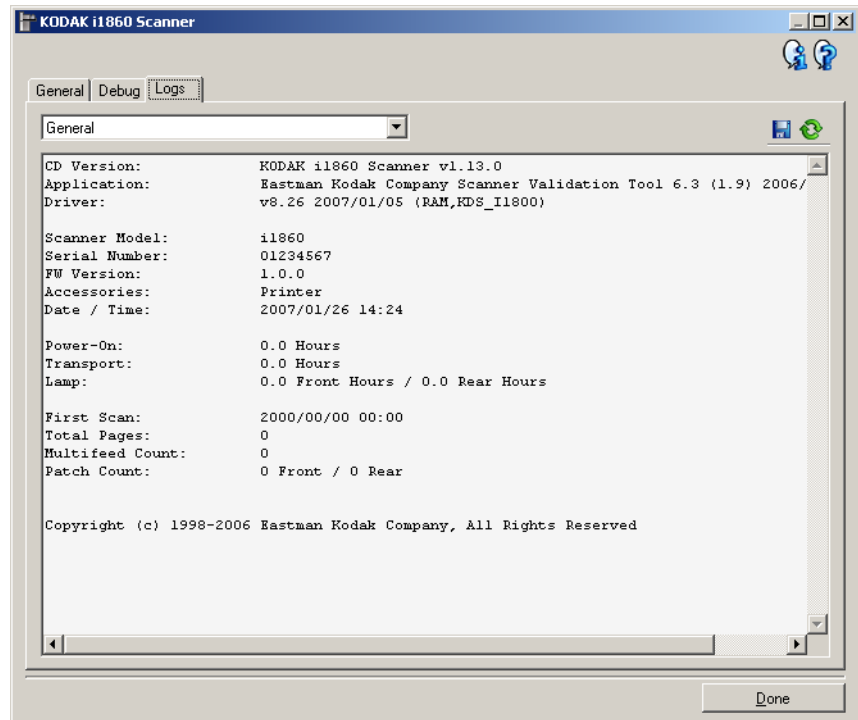 KODAK i1860 Scanner
General Debug Logs
General
CD Version: KODAK i1860 Scanner v1.13.0
Application: Eastman Kodak Company Scanner Validation Tool 6.3 (1.9) 2006/
Driver: v8.26 2007/01/05 (RAM,KDS_I1800)
Scanner Model: i1860
Serial Number: 01234567
FW Version: 1.0.0
Accessories: Printer
Date / Time: 2007/01/26 14:24
Power-On: 0.0 Hours
Transport: 0.0 Hours
Lamp: 0.0 Front Hours / 0.0 Rear Hours
First Scan: 2000/00/00 00:00
Total Pages: 0
Multifeed Count: 0
Patch Count: 0 Front / 0 Rear
Copyright (c) 1998-2006 Eastman Kodak Company, All Rights Reserved
Done